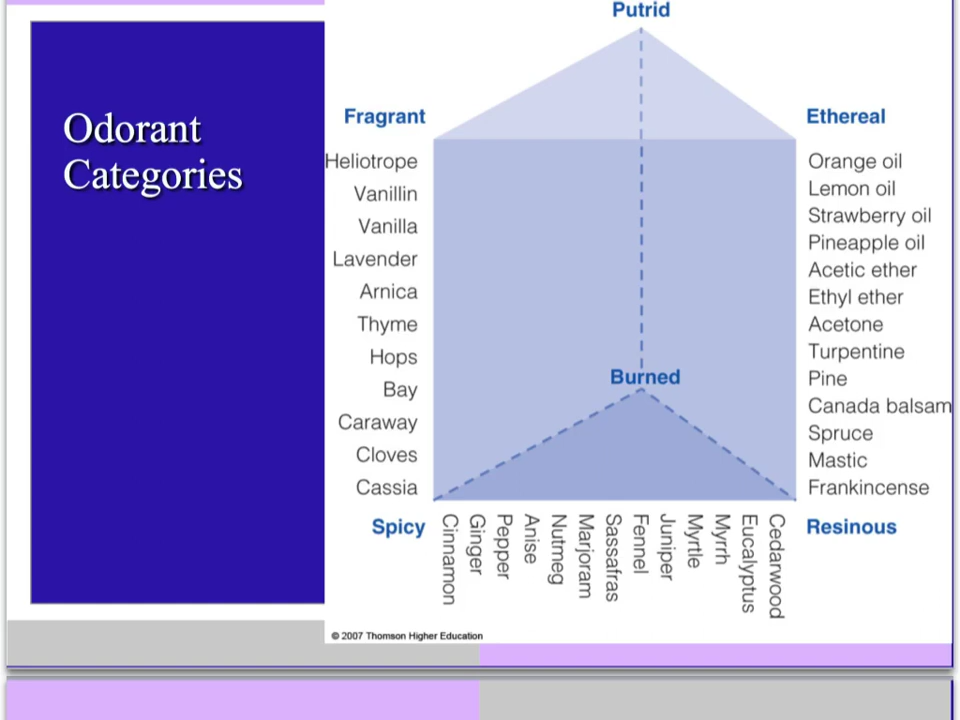 Odorant
Categories
Putrid
Fragrant
Ethereal
Heliotrope
Vanillin
Vanilla
Lavender
Arnica
Thyme
Hops
Bay
Caraway
Cloves
Cassia
Orange oil
Lemon oil
Strawberry oil
Pineapple oil
Acetic ether
Ethyl ether
Acetone
Turpentine
Pine
Canada balsam
Spruce
Mastic
Frankincense
Burned
Spicy
Resinous
Cinnamon
Ginger
Pepper
Anise
Nutmeg
Marjoram
Sassafras
Fennel
Juniper
Myrtle
Myrrh
Eucalyptus
Cedarwood
© 2007 Thomson Higher Education